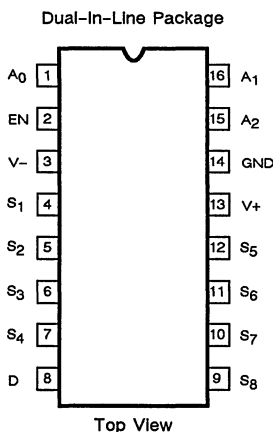 Dual-In-Line Package
A0 1 16 A1
EN 2 15 A2
V- 3 14 GND
S1 4 13 V+
S2 5 12 S5
S3 6 11 S6
S4 7 10 S7
D 8 9 S8
Top View